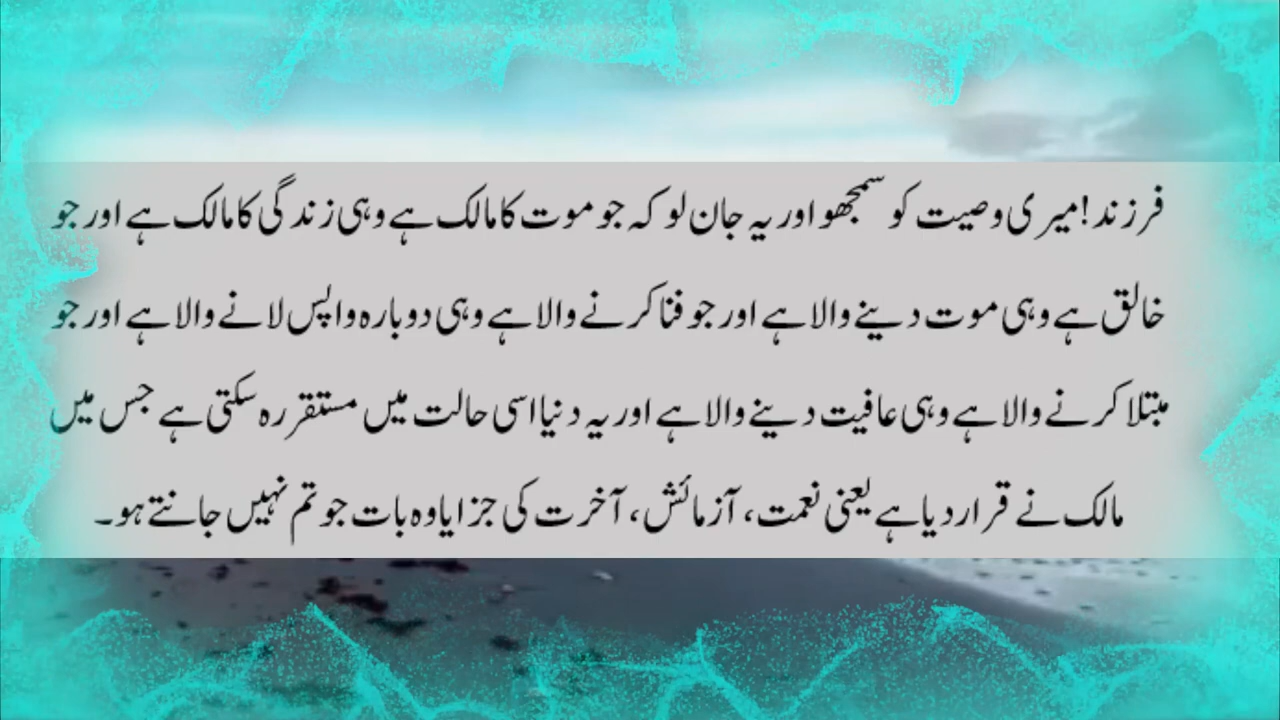 فرزند!میری وصیت کو سمجھو اور یہ جان لو کہ جو موت کا مالک ہے وہی زندگی کا مالک ہے اور جو
خالق ہے وہی موت دینے والا ہے اور جو فنا کرنے والا ہے وہی دوبارہ واپس لانے والا ہے اور جو
مبتلا کرنے والا ہے وہی عافیت دینے والا ہے اور یہ دنیا اسی حالت میں مستقر رہ سکتی ہے جس میں
مالک نے قرار دیا ہے یعنی نعمت، آزمائش، آخرت کی جزا یا وہ بات جو تم نہیں جانتے ہو۔